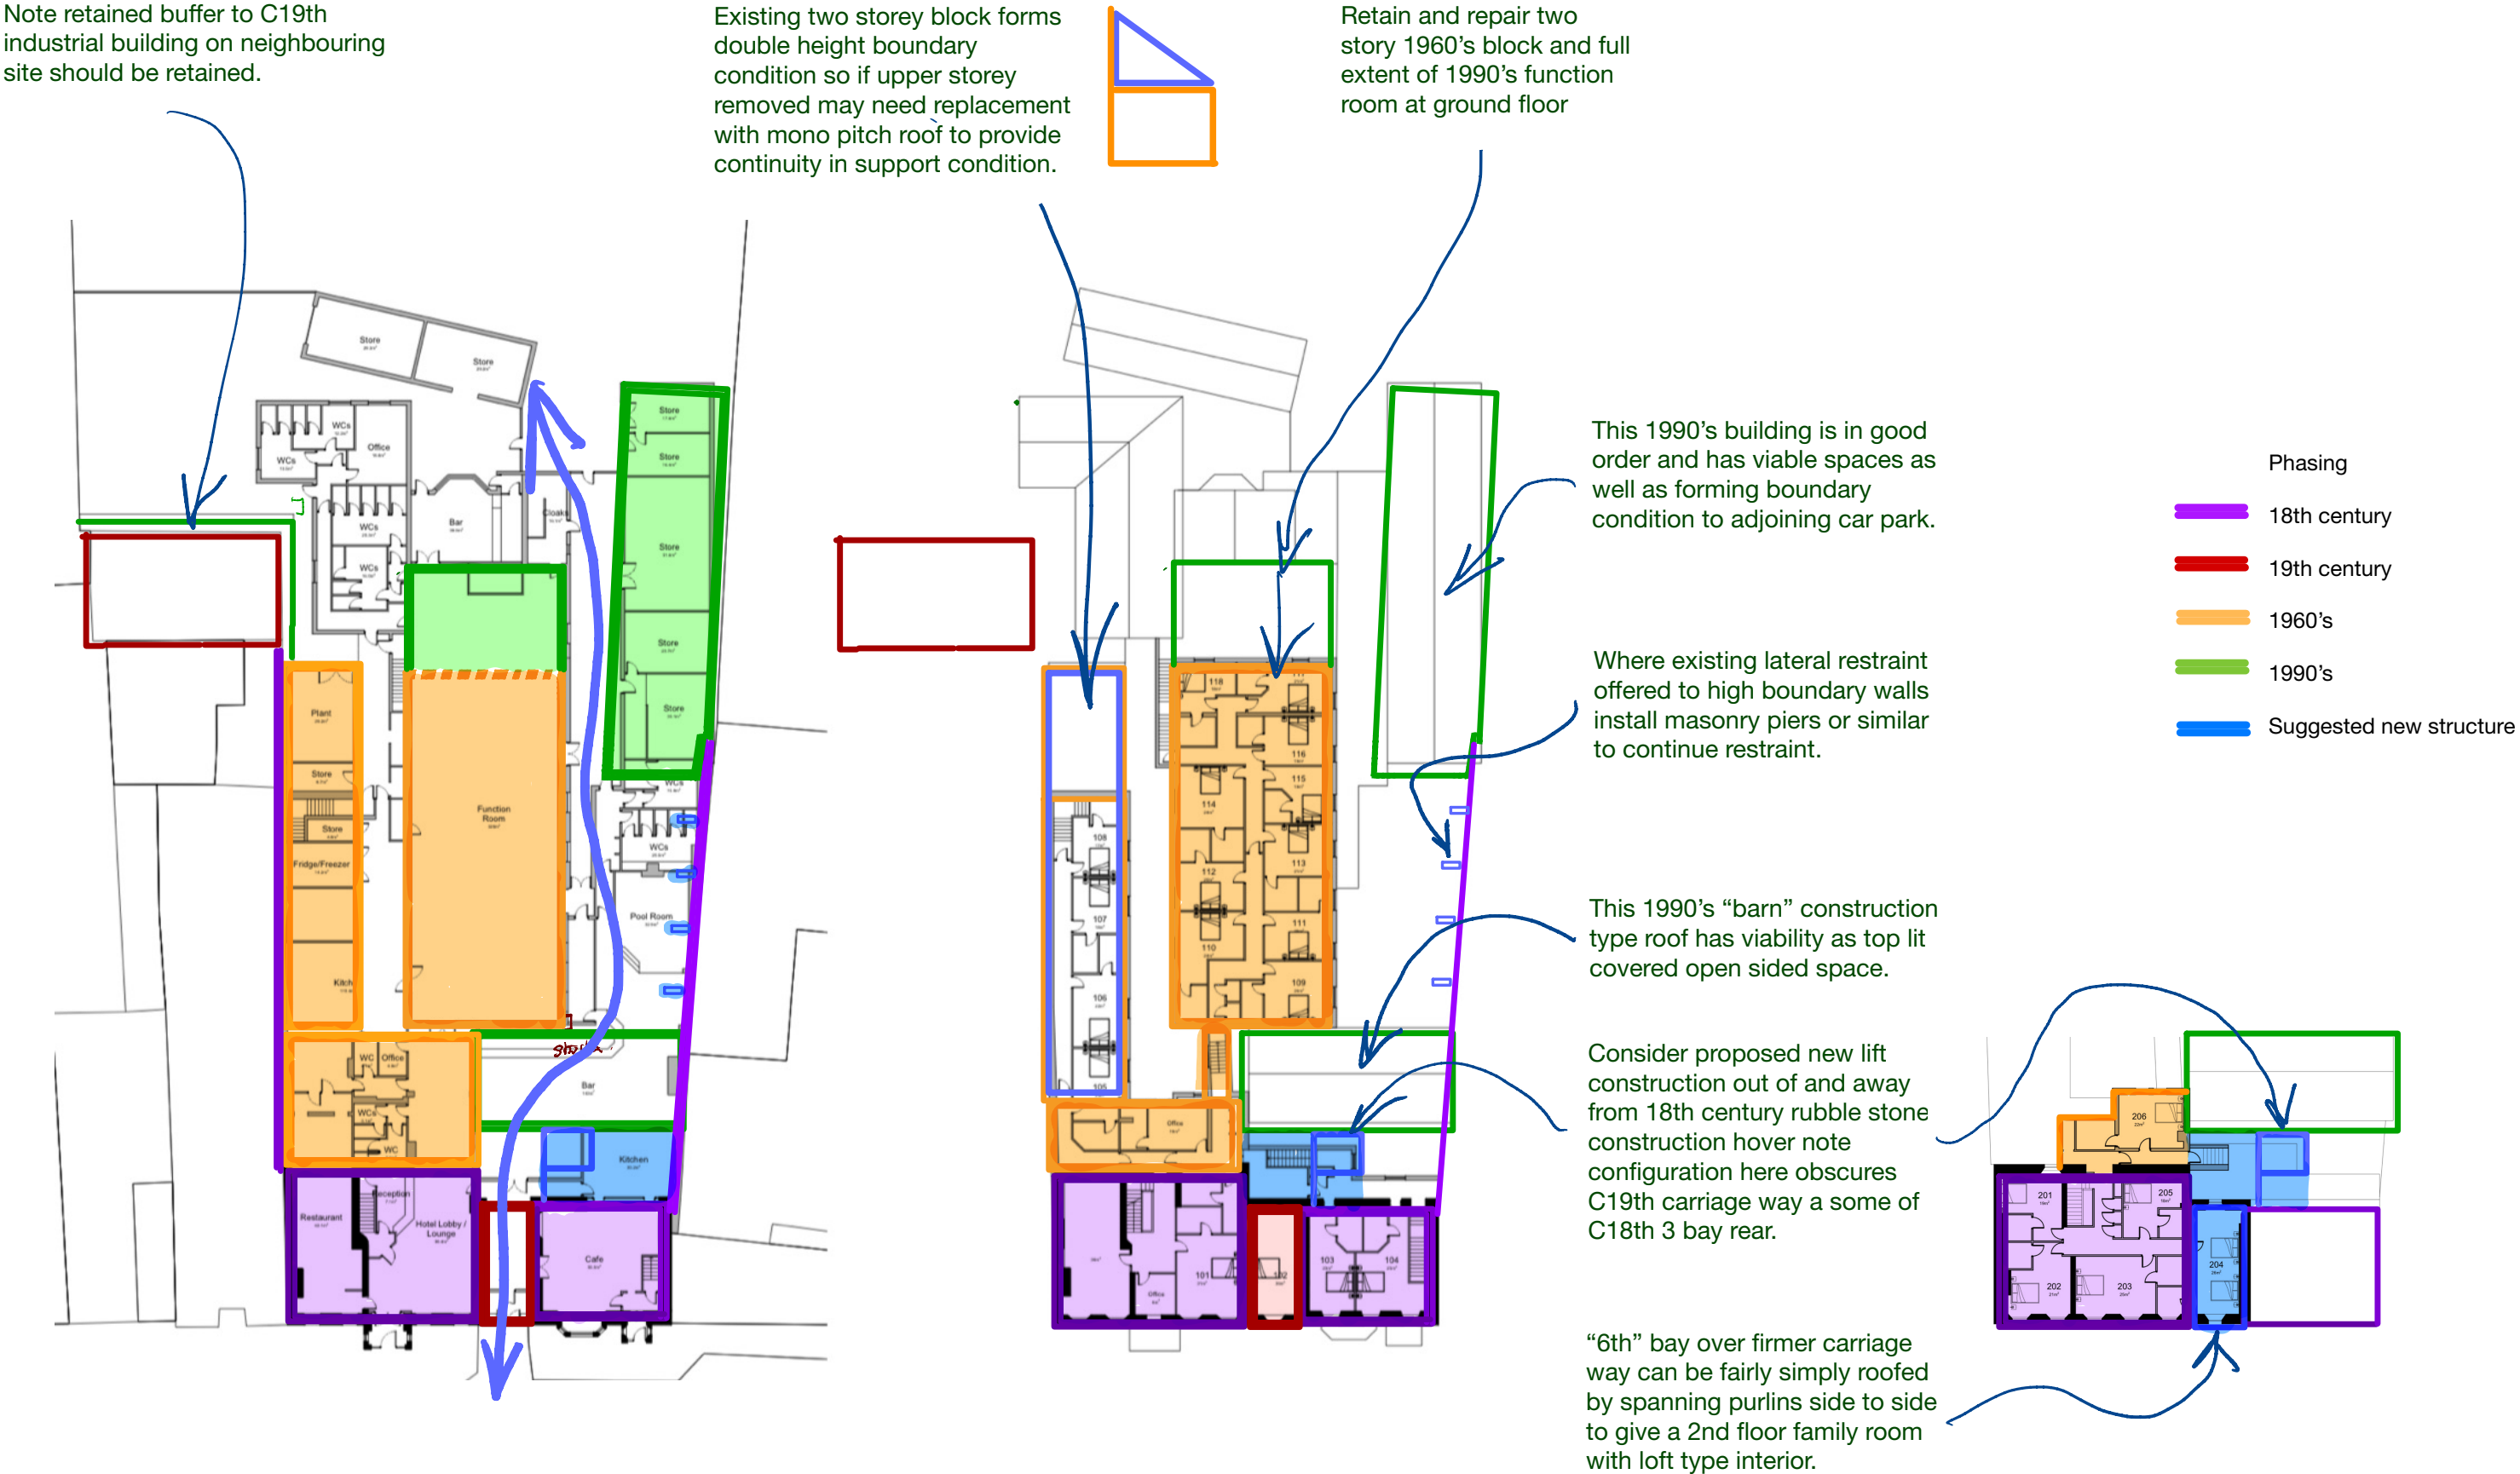 Note retained buffer to C19th
industrial building on neighbouring
site should be retained.
Existing two storey block forms
double height boundary
condition so if upper storey
removed may need replacement
with mono pitch roof to provide
continuity in support condition.
Retain and repair two
story 1960's block and full
extent of 1990's function
room at ground floor
This 1990's building is in good
order and has viable spaces as
well as forming boundary
condition to adjoining car park.
Where existing lateral restraint
offered to high boundary walls
install masonry piers or similar
to continue restraint.
This 1990's “barn” construction
type roof has viability as top lit
covered open sided space.
Consider proposed new lift
construction out of and away
from 18th century rubble stone
construction hover note
configuration here obscures
C19th carriage way a some of
C18th 3 bay rear.
“6th” bay over firmer carriage
way can be fairly simply roofed
by spanning purlins side to side
to give a 2nd floor family room
with loft type interior.
Phasing
18th century
19th century
1960's
1990's
Suggested new structure
Store
Store
WCs
Office
WCs
WCs
Bar
Cloaks
WCs
Store
Store
Store
Store
Store
Plant
Store
Store
Fridge/Freezer
Kitch
Function
Room
WCs
WCs
Pool Room
Bar
WC
Office
WCs
WC
Kitchen
Reception
Restaurant
Hotel Lobby /
Lounge
Cafe
118
117
116
115
114
113
112
111
110
109
108
107
106
105
Office
101
Office
102
103
104
206
201
205
202
203
204